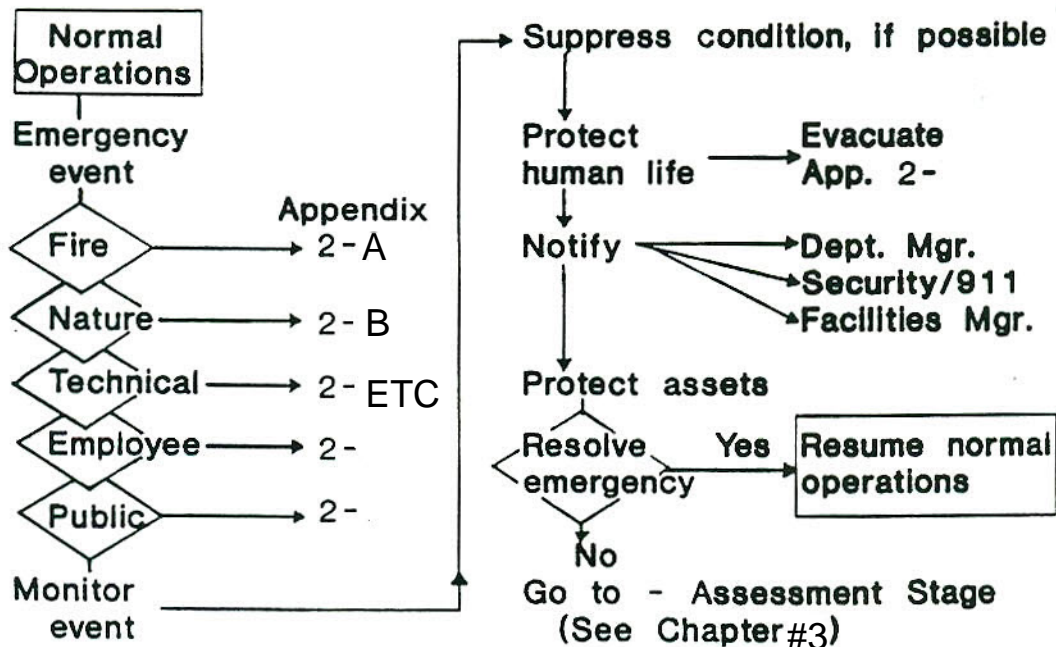 Normal
Operations
Emergency
event
Appendix
Fire
2-A
Nature
2-B
Technical
2-ETC
Employee
2-
Public
2-
Monitor
event
Suppress condition, if possible
Protect
human life
Evacuate
App. 2-
Notify
Dept. Mgr.
Security/911
Facilities Mgr.
Protect assets
Resolve
emergency
Yes
Resume normal
operations
No
Go to - Assessment Stage
(See Chapter #3)